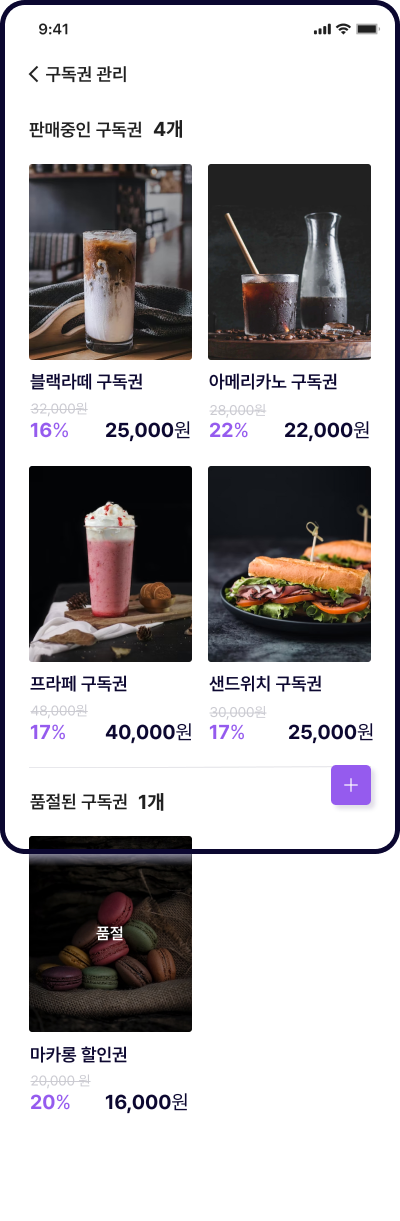 9:41
구독권 관리
판매중인 구독권 4개
블랙라떼 구독권
32,000원
16% 25,000원
아메리카노 구독권
28,000원
22% 22,000원
프라페 구독권
48,000원
17% 40,000원
샌드위치 구독권
30,000원
17% 25,000원
품절된 구독권 1개
품절
마카롱 할인권
20,000 원
20% 16,000원